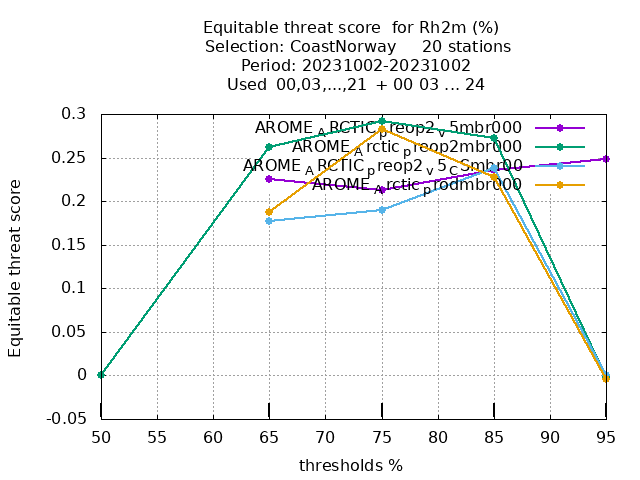 Equitable threat score for Rh2m (%)
Selection: CoastNorway 20 stations
Period: 20231002-20231002
Used 00,03,...,21 + 00 03 ... 24
Equitable threat score
0.3
0.25
0.2
0.15
0.1
0.05
0
-0.05
AROME_ARCTIC_preop2_v5mbr000
AROME_Arctic_preop2mbr000
AROME_ARCTIC_preop2_v5_CSmbr00
AROME_Arctic_prodmbr000
50 55 60 65 70 75 80 85 90 95
thresholds %